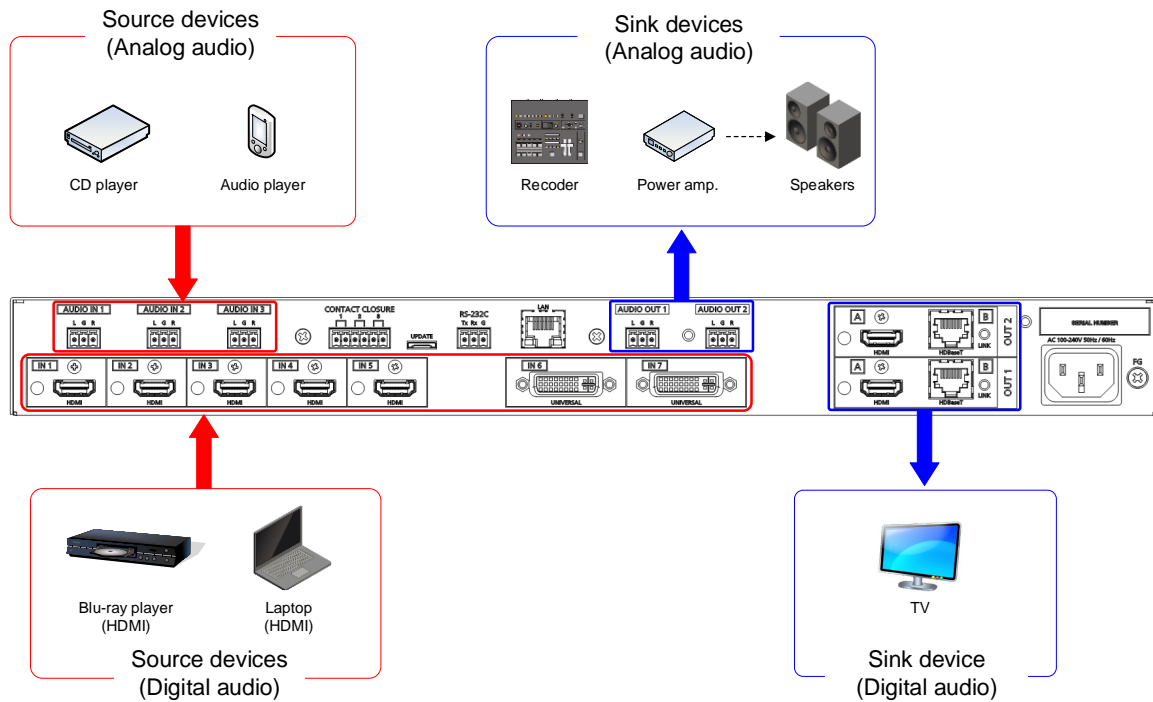 Source devices
(Analog audio)
CD player
Audio player
Sink devices
(Analog audio)
Recoder
Power amp.
Speakers
AUDIO IN 1
L G R
AUDIO IN 2
L G R
AUDIO IN 3
L G R
CONTACT CLOSURE
1 2 3
UPDATE
RS-232C
Tx Rx G
LAN
AUDIO OUT 1
L G R
AUDIO OUT 2
L G R
A
HDMI
B
HDBaseT
LINK
OUT 2
A
HDMI
B
HDBaseT
LINK
OUT 1
SERIAL NUMBER
AC 100-240V 50Hz / 60Hz
FG
IN 1
HDMI
IN 2
HDMI
IN 3
HDMI
IN 4
HDMI
IN 5
HDMI
IN 6
UNIVERSAL
IN 7
UNIVERSAL
Blu-ray player
(HDMI)
Laptop
(HDMI)
Source devices
(Digital audio)
TV
Sink device
(Digital audio)